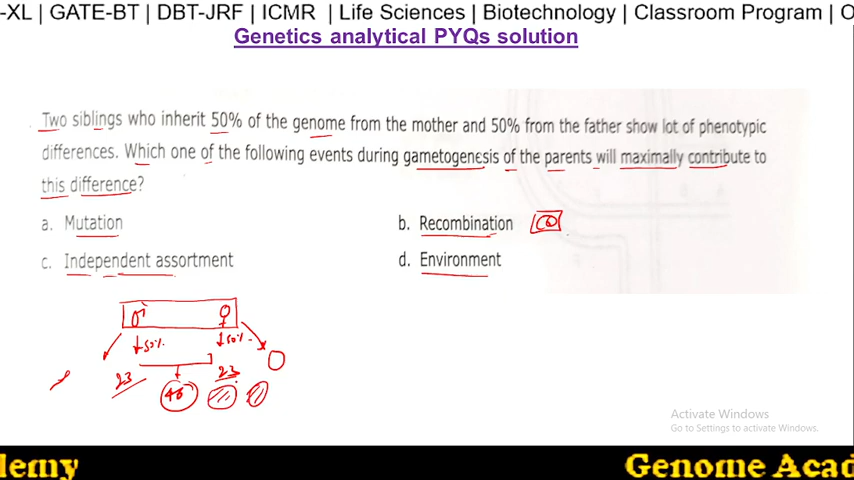 -XL | GATE-BT | DBT-JRF | ICMR | Life Sciences | Biotechnology | Classroom Program | O
Genetics analytical PYQs solution
Two siblings who inherit 50% of the genome from the mother and 50% from the father show lot of phenotypic
differences. Which one of the following events during gametogenesis of the parents will maximally contribute to
this difference?
a. Mutation
b. Recombination
c. Independent assortment
d. Environment
♂ ♀
50% 50%
23 23
46
Activate Windows
Go to Settings to activate Windows.
lemy
Genome Acad